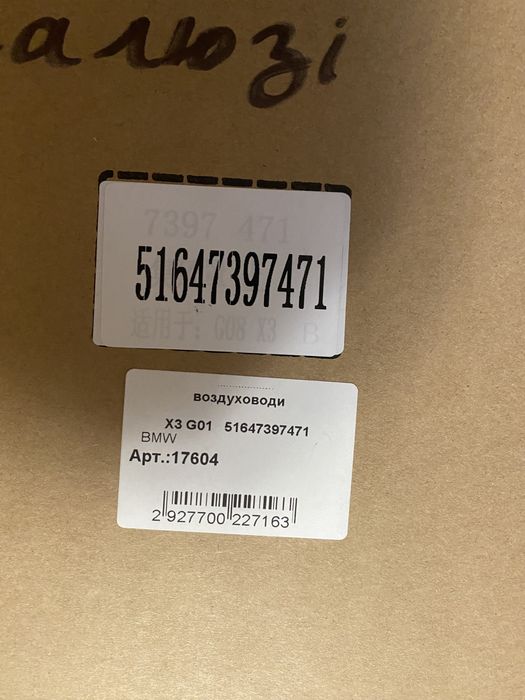 алюзі
7397 471
51647397471
适用于: G08 X3 B
воздуховоди
X3 G01 51647397471
BMW
Арт.:17604
2 927700 227163